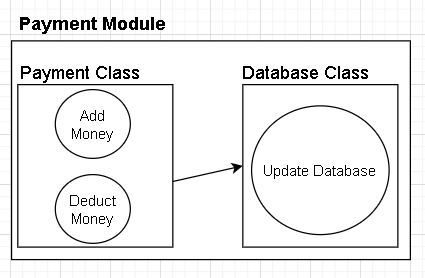 Payment Module
Payment Class
Database Class
Add
Money
Update Database
Deduct
Money